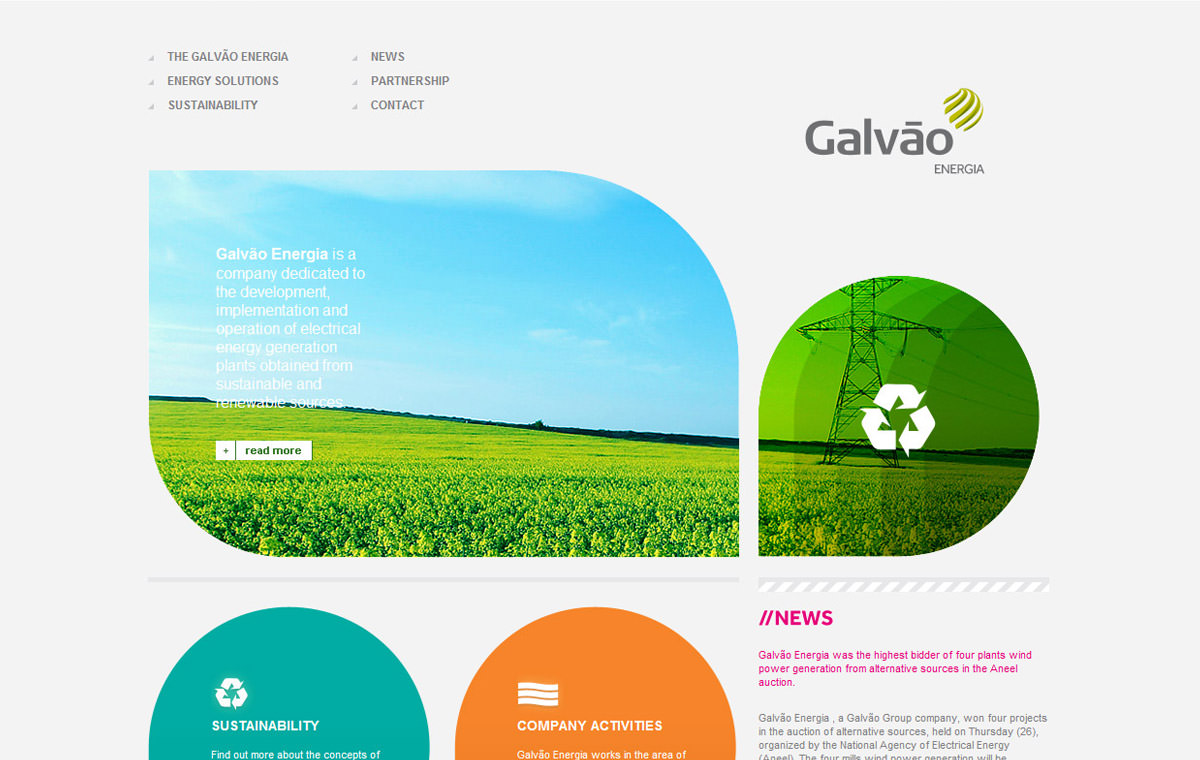 THE GALVÃO ENERGIA
ENERGY SOLUTIONS
SUSTAINABILITY
NEWS
PARTNERSHIP
CONTACT
Galvão
ENERGIA
Galvão Energia is a
company dedicated to
the development,
implementation and
operation of electrical
energy generation
plants obtained from
sustainable and
renewable sources.
+ read more
SUSTAINABILITY
Find out more about the concepts of
COMPANY ACTIVITIES
Galvão Energia works in the area of
//NEWS
Galvão Energia was the highest bidder of four plants wind
power generation from alternative sources in the Aneel
auction.
Galvão Energia , a Galvão Group company, won four projects
in the auction of alternative sources, held on Thursday (26),
organized by the National Agency of Electrical Energy
(Aneel). The four mills wind power generation will be